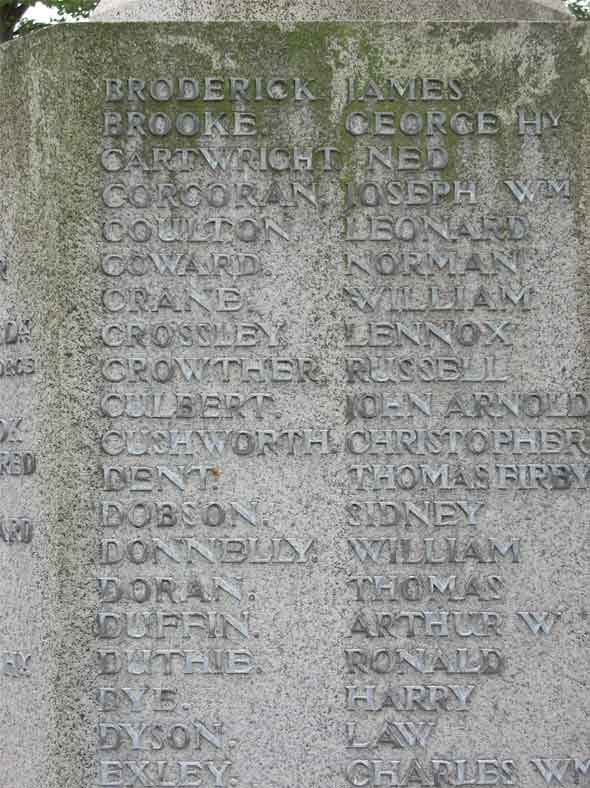 BRODERICK JAMES
BROOKE. GEORGE HY
CARTWRIGHT NED
CORCORAN. JOSEPH WM
COULTON LEONARD
COWARD. NORMAN
CRANE. WILLIAM
CROSSLEY. LENNOX
CROWTHER. RUSSELL
CULBERT. JOHN ARNOLD
CUSHWORTH. CHRISTOPHER
DENT. THOMAS FIRBY
DOBSON. SIDNEY
DONNELLY. WILLIAM
DORAN. THOMAS
DUFFIN. ARTHUR W
DUTHIE. RONALD
DYE. HARRY
DYSON. LAW
EXLEY. CHARLES WM